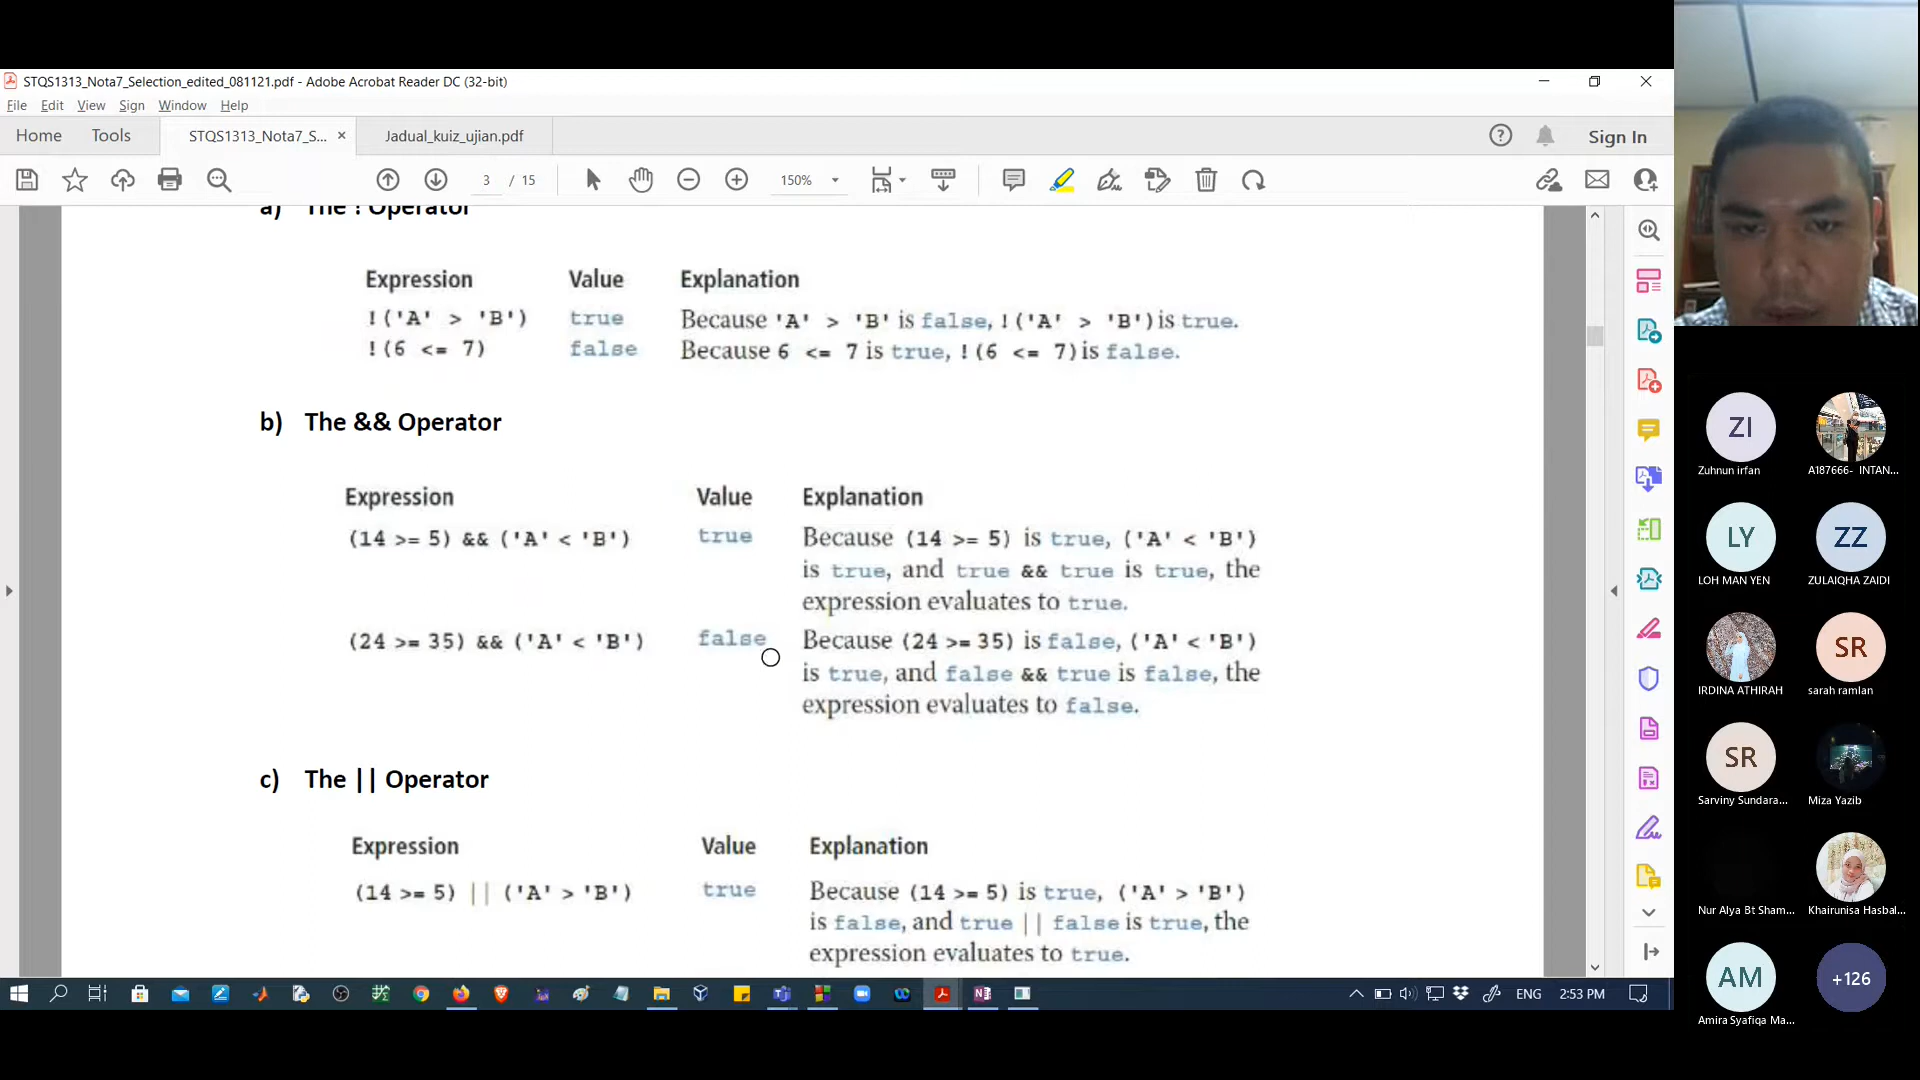 STQS1313_Nota7_Selection_edited_081121.pdf - Adobe Acrobat Reader DC (32-bit)
File Edit View Sign Window Help
Home Tools STQS1313_Nota7_S... × Jadual_kuiz_ujian.pdf Sign In
3 / 15 150%
a) The ! Operator
Expression Value Explanation
!('A' > 'B') true Because 'A' > 'B' is false, !('A' > 'B') is true.
!(6 <= 7) false Because 6 <= 7 is true, !(6 <= 7) is false.
b) The && Operator
Expression Value Explanation
(14 >= 5) && ('A' < 'B') true Because (14 >= 5) is true, ('A' < 'B')
is true, and true && true is true, the
expression evaluates to true.
(24 >= 35) && ('A' < 'B') false Because (24 >= 35) is false, ('A' < 'B')
is true, and false && true is false, the
expression evaluates to false.
c) The || Operator
Expression Value Explanation
(14 >= 5) || ('A' > 'B') true Because (14 >= 5) is true, ('A' > 'B')
is false, and true || false is true, the
expression evaluates to true.
ENG 2:53 PM
ZI
Zuhnun irfan A187666- INTAN...
LY ZZ
LOH MAN YEN ZULAIQHA ZAIDI
SR
IRDINA ATHIRAH sarah ramlan
SR
Sarviny Sundara... Miza Yazib
Nur Alya Bt Sham... Khairunisa Hasbal...
AM +126
Amira Syafiqa Ma...